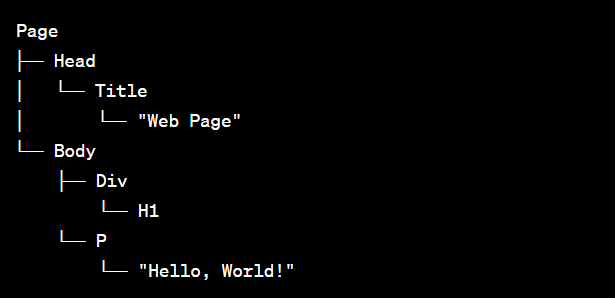 Page
├── Head
│   └── Title
│       └── "Web Page"
└── Body
    ├── Div
        └── H1
    └── P
        └── "Hello, World!"